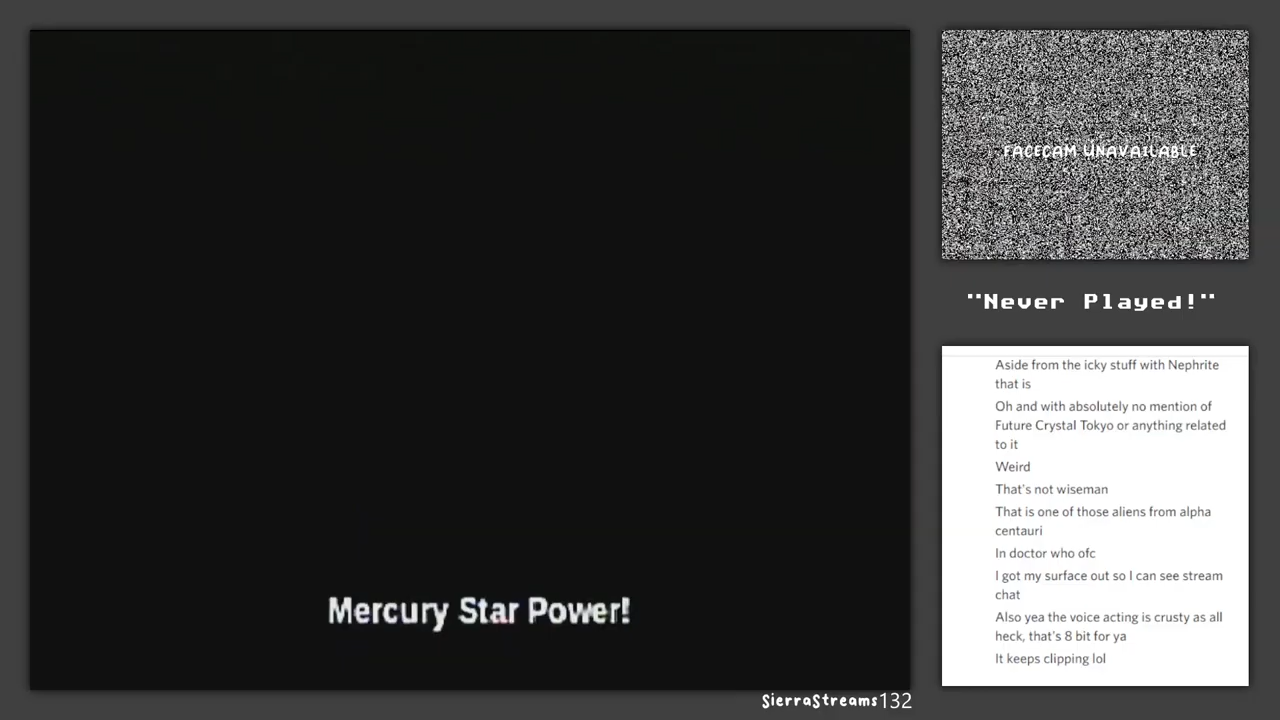 FACECAM UNAVAILABLE
"Never Played!"
Aside from the icky stuff with Nephrite
that is
Oh and with absolutely no mention of
Future Crystal Tokyo or anything related
to it
Weird
That's not wiseman
That is one of those aliens from alpha
centauri
In doctor who ofc
I got my surface out so I can see stream
chat
Also yea the voice acting is crusty as all
heck, that's 8 bit for ya
It keeps clipping lol
Mercury Star Power!
SierraStreams132